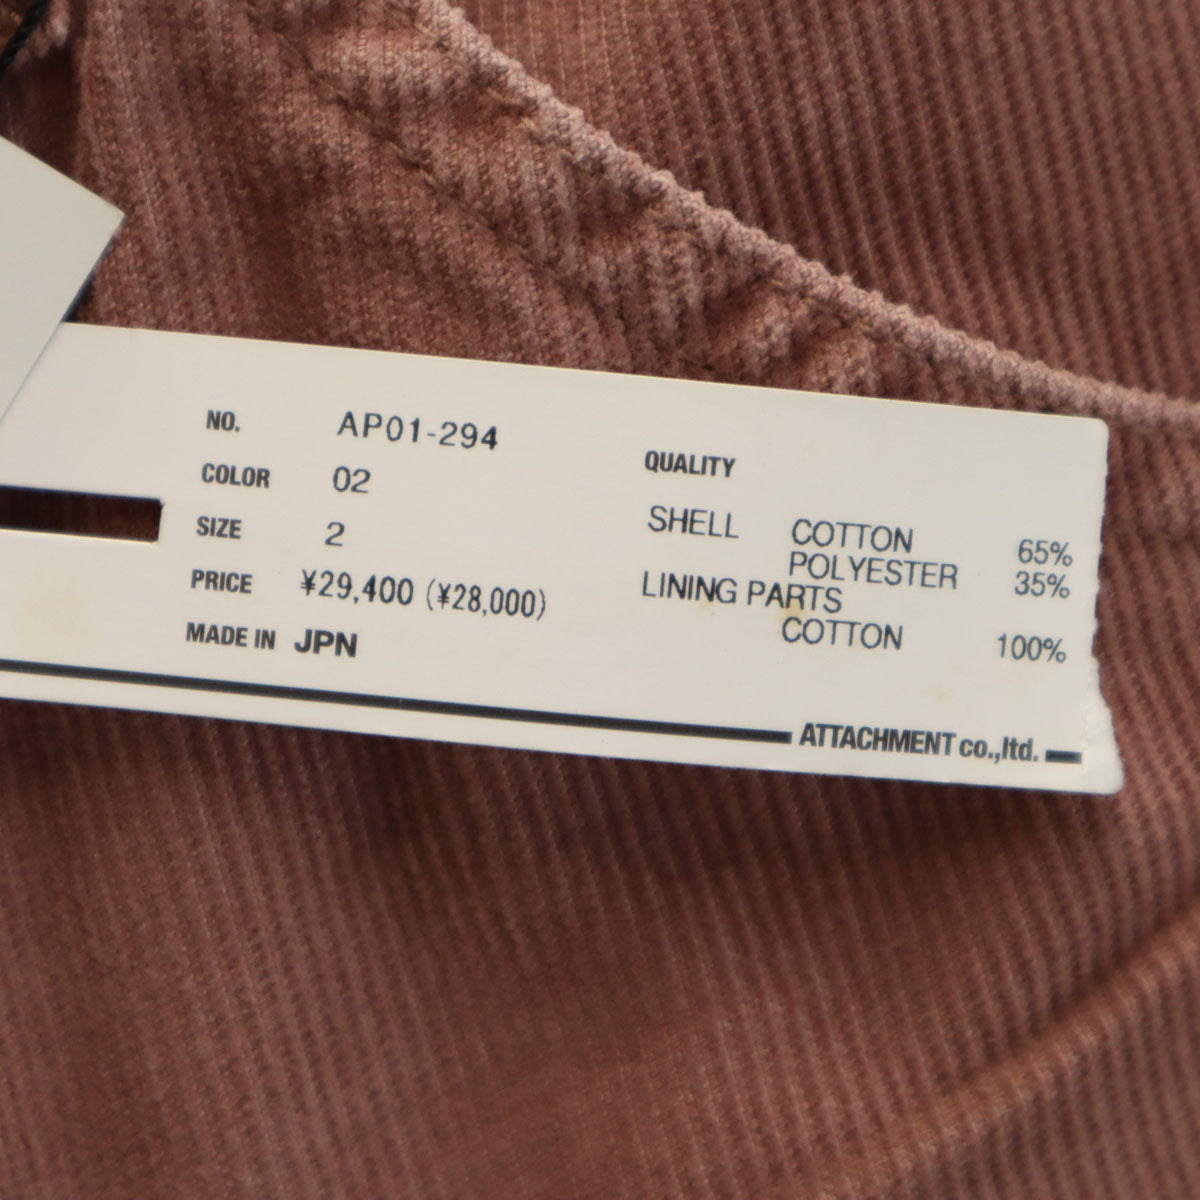 NO. AP01-294
COLOR 02
SIZE 2
PRICE ¥29,400 (¥28,000)
MADE IN JPN
QUALITY
SHELL COTTON 65%
POLYESTER 35%
LINING PARTS
COTTON 100%
ATTACHMENT co.,ltd.